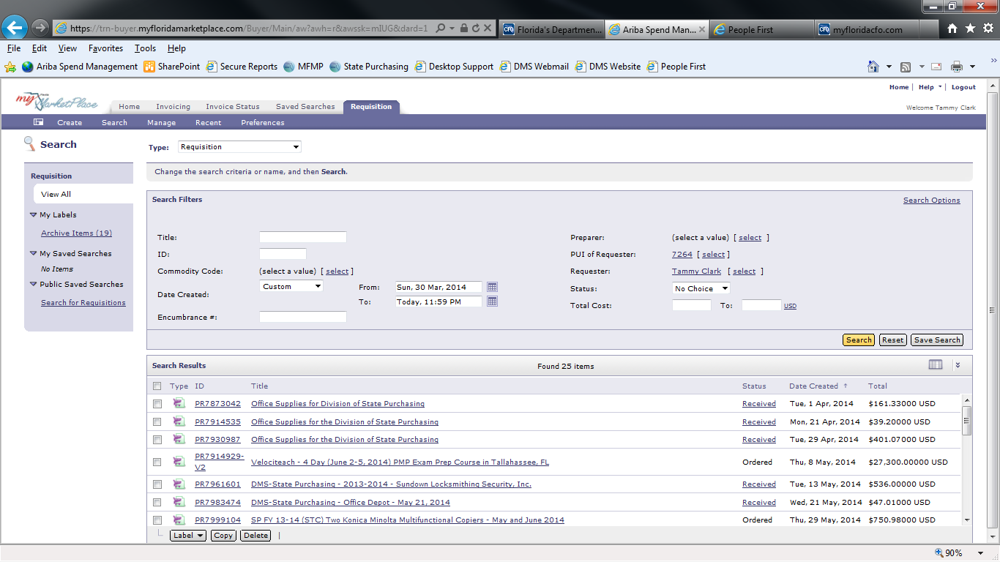 https://trn-buyer.myfloridamarketplace.com/Buyer/Main/aw?awh=r&awssk=mIUG&dard=1
Florida's Departmen...
Ariba Spend Man...
People First
myfloridacfo.com
File Edit View Favorites Tools Help
Ariba Spend Management SharePoint Secure Reports MFMP State Purchasing Desktop Support DMS Webmail DMS Website People First
Home | Help | Logout
my Florida MarketPlace
Home Invoicing Invoice Status Saved Searches Requisition
Welcome Tammy Clark
Create Search Manage Recent Preferences
Search
Type: Requisition
Change the search criteria or name, and then Search.
Requisition
View All
My Labels
Archive Items (19)
My Saved Searches
No Items
Public Saved Searches
Search for Requisitions
Search Filters
Search Options
Title:
Preparer: (select a value) [ select ]
ID:
PUI of Requester: 7264 [ select ]
Commodity Code: (select a value) [ select ]
Requester: Tammy Clark [ select ]
Date Created: Custom From: Sun, 30 Mar, 2014
To: Today, 11:59 PM
Status: No Choice
Total Cost: To: USD
Encumbrance #:
Search Reset Save Search
Search Results Found 25 items
Type ID Title Status Date Created ↑ Total
PR7873042 Office Supplies for Division of State Purchasing Received Tue, 1 Apr, 2014 $161.33000 USD
PR7914535 Office Supplies for the Division of State Purchasing Received Mon, 21 Apr, 2014 $39.20000 USD
PR7930987 Office Supplies for the Division of State Purchasing Received Tue, 29 Apr, 2014 $401.07000 USD
PR7914929-V2 Velociteach - 4 Day (June 2-5, 2014) PMP Exam Prep Course in Tallahassee, FL Ordered Thu, 8 May, 2014 $27,300.00000 USD
PR7961601 DMS-State Purchasing - 2013-2014 - Sundown Locksmithing Security, Inc. Received Tue, 13 May, 2014 $536.00000 USD
PR7983474 DMS-State Purchasing - Office Depot - May 21, 2014 Received Wed, 21 May, 2014 $47.01000 USD
PR7999104 SP FY 13-14 (STC) Two Konica Minolta Multifunctional Copiers - May and June 2014 Ordered Thu, 29 May, 2014 $750.98000 USD
Label Copy Delete |
90%